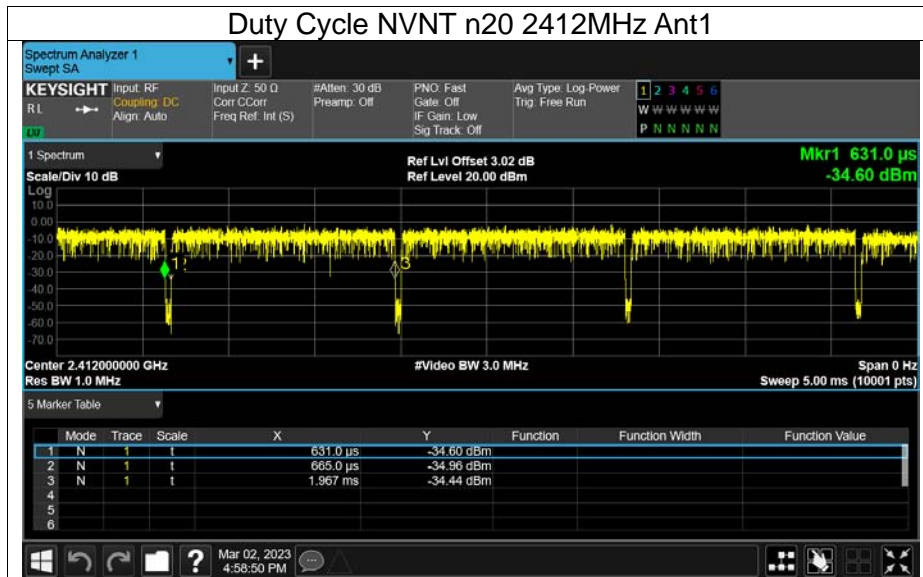 Duty Cycle NVNT n20 2412MHz Ant1
Spectrum Analyzer 1
Swept SA
+
KEYSIGHT Input: RF Input Z: 50 Ω #Atten: 30 dB PNO: Fast Avg Type: Log-Power 1 2 3 4 5 6
RL Coupling: DC Corr CCorr Preamp: Off Gate: Off Trig: Free Run W W W W W W
Align: Auto Freq Ref: Int (S) IF Gain: Low
LXI Sig Track: Off P N N N N N
1 Spectrum Ref Lvl Offset 3.02 dB Mkr1 631.0 µs
Scale/Div 10 dB Ref Level 20.00 dBm -34.60 dBm
Log
10.0
0.00
-10.0
-20.0
-30.0
-40.0
-50.0
-60.0
-70.0
Center 2.412000000 GHz #Video BW 3.0 MHz Span 0 Hz
Res BW 1.0 MHz Sweep 5.00 ms (10001 pts)
5 Marker Table
Mode Trace Scale X Y Function Function Width Function Value
1 N 1 t 631.0 µs -34.60 dBm
2 N 1 t 665.0 µs -34.96 dBm
3 N 1 t 1.967 ms -34.44 dBm
4
5
6
? Mar 02, 2023
4:58:50 PM